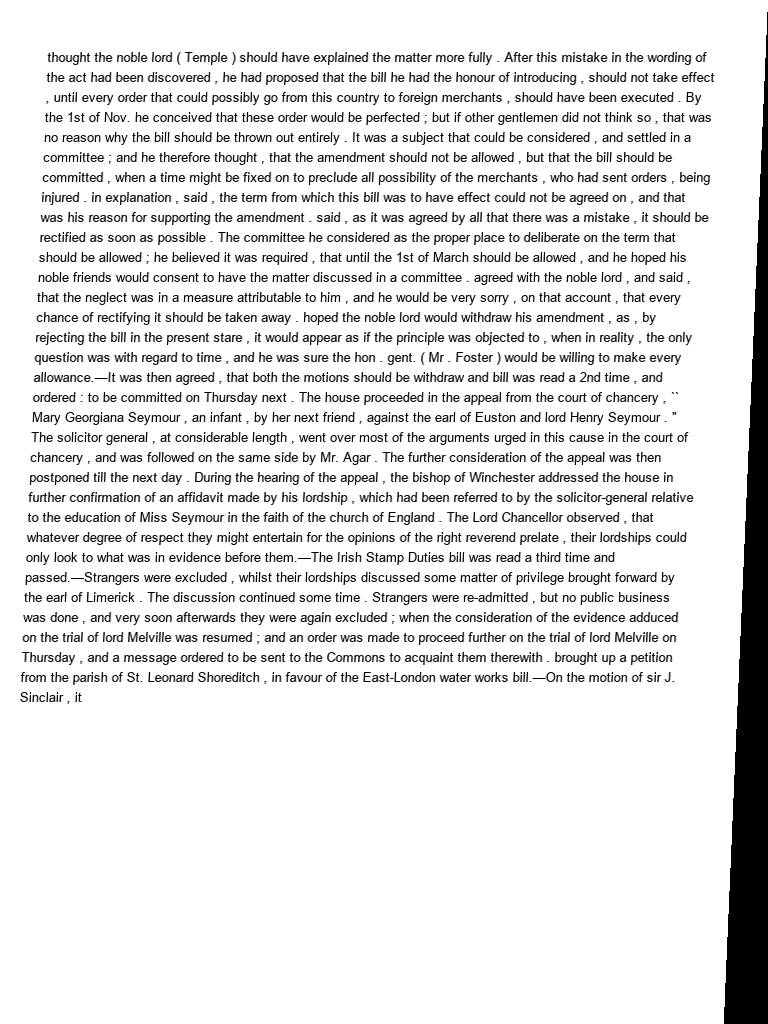 thought the noble lord ( Temple ) should have explained the matter more fully . After this mistake in the wording of
the act had been discovered , he had proposed that the bill he had the honour of introducing , should not take effect
, until every order that could possibly go from this country to foreign merchants , should have been executed . By
the 1st of Nov. he conceived that these order would be perfected ; but if other gentlemen did not think so , that was
no reason why the bill should be thrown out entirely . It was a subject that could be considered , and settled in a
committee ; and he therefore thought , that the amendment should not be allowed , but that the bill should be
committed , when a time might be fixed on to preclude all possibility of the merchants , who had sent orders , being
injured . in explanation , said , the term from which this bill was to have effect could not be agreed on , and that
was his reason for supporting the amendment . said , as it was agreed by all that there was a mistake , it should be
rectified as soon as possible . The committee he considered as the proper place to deliberate on the term that
should be allowed ; he believed it was required , that until the 1st of March should be allowed , and he hoped his
noble friends would consent to have the matter discussed in a committee . agreed with the noble lord , and said ,
that the neglect was in a measure attributable to him , and he would be very sorry , on that account , that every
chance of rectifying it should be taken away . hoped the noble lord would withdraw his amendment , as , by
rejecting the bill in the present stare , it would appear as if the principle was objected to , when in reality , the only
question was with regard to time , and he was sure the hon . gent. ( Mr . Foster ) would be willing to make every
allowance.—It was then agreed , that both the motions should be withdraw and bill was read a 2nd time , and
ordered : to be committed on Thursday next . The house proceeded in the appeal from the court of chancery , ``
Mary Georgiana Seymour , an infant , by her next friend , against the earl of Euston and lord Henry Seymour . "
The solicitor general , at considerable length , went over most of the arguments urged in this cause in the court of
chancery , and was followed on the same side by Mr. Agar . The further consideration of the appeal was then
postponed till the next day . During the hearing of the appeal , the bishop of Winchester addressed the house in
further confirmation of an affidavit made by his lordship , which had been referred to by the solicitor-general relative
to the education of Miss Seymour in the faith of the church of England . The Lord Chancellor observed , that
whatever degree of respect they might entertain for the opinions of the right reverend prelate , their lordships could
only look to what was in evidence before them.—The Irish Stamp Duties bill was read a third time and
passed.—Strangers were excluded , whilst their lordships discussed some matter of privilege brought forward by
the earl of Limerick . The discussion continued some time . Strangers were re-admitted , but no public business
was done , and very soon afterwards they were again excluded ; when the consideration of the evidence adduced
on the trial of lord Melville was resumed ; and an order was made to proceed further on the trial of lord Melville on
Thursday , and a message ordered to be sent to the Commons to acquaint them therewith . brought up a petition
from the parish of St. Leonard Shoreditch , in favour of the East-London water works bill.—On the motion of sir J.
Sinclair , it